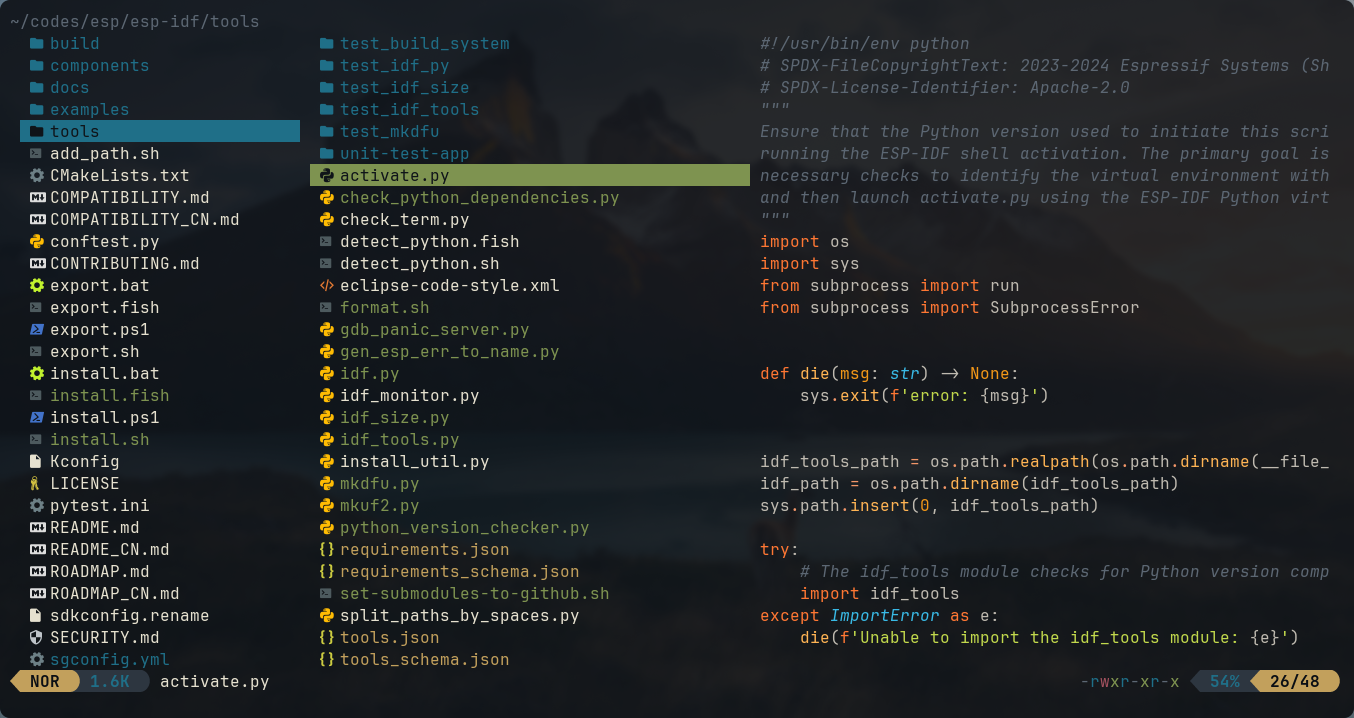 ~/codes/esp/esp-idf/tools
build
components
docs
examples
tools
add_path.sh
CMakeLists.txt
COMPATIBILITY.md
COMPATIBILITY_CN.md
conftest.py
CONTRIBUTING.md
export.bat
export.fish
export.ps1
export.sh
install.bat
install.fish
install.ps1
install.sh
Kconfig
LICENSE
pytest.ini
README.md
README_CN.md
ROADMAP.md
ROADMAP_CN.md
sdkconfig.rename
SECURITY.md
sgconfig.yml
test_build_system
test_idf_py
test_idf_size
test_idf_tools
test_mkdfu
unit-test-app
activate.py
check_python_dependencies.py
check_term.py
detect_python.fish
detect_python.sh
eclipse-code-style.xml
format.sh
gdb_panic_server.py
gen_esp_err_to_name.py
idf.py
idf_monitor.py
idf_size.py
idf_tools.py
install_util.py
mkdfu.py
mkuf2.py
python_version_checker.py
requirements.json
requirements_schema.json
set-submodules-to-github.sh
split_paths_by_spaces.py
tools.json
tools_schema.json
#!/usr/bin/env python
# SPDX-FileCopyrightText: 2023-2024 Espressif Systems (Sh
# SPDX-License-Identifier: Apache-2.0
"""
Ensure that the Python version used to initiate this scri
running the ESP-IDF shell activation. The primary goal is
necessary checks to identify the virtual environment with
and then launch activate.py using the ESP-IDF Python virt
"""
import os
import sys
from subprocess import run
from subprocess import SubprocessError
def die(msg: str) -> None:
    sys.exit(f'error: {msg}')
idf_tools_path = os.path.realpath(os.path.dirname(__file_
idf_path = os.path.dirname(idf_tools_path)
sys.path.insert(0, idf_tools_path)
try:
    # The idf_tools module checks for Python version comp
    import idf_tools
except ImportError as e:
    die(f'Unable to import the idf_tools module: {e}')
NOR 1.6K activate.py -rwxr-xr-x 54% 26/48